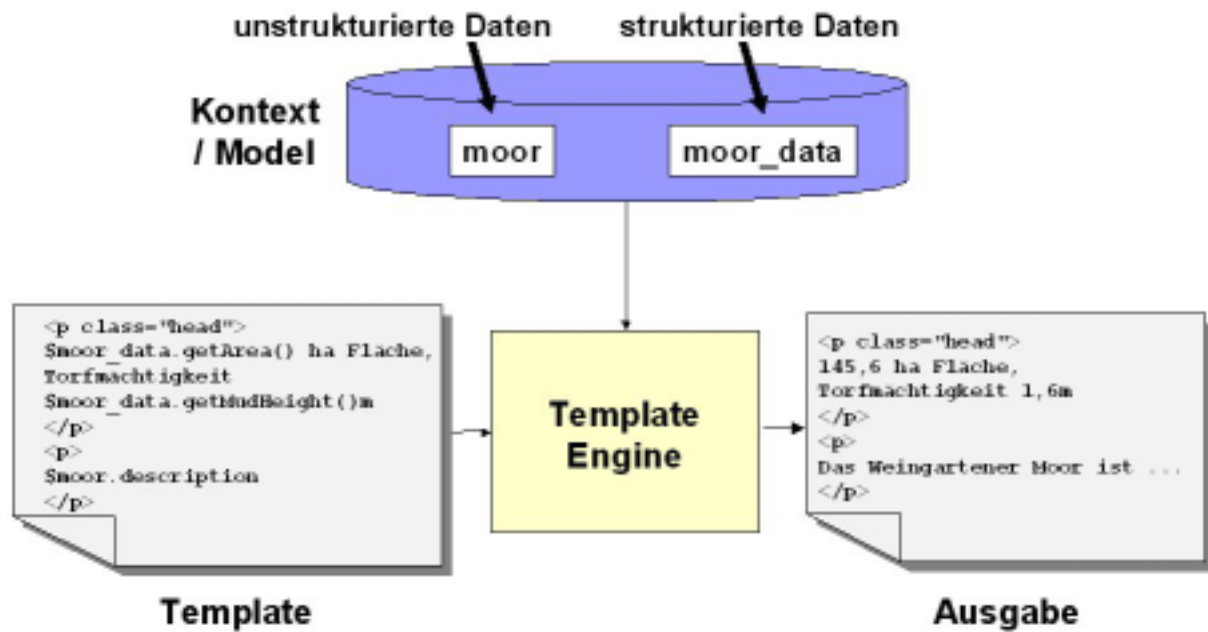 unstrukturierte Daten strukturierte Daten
Kontext
/ Model
moor moor_data
<p class="head">
$moor_data.getArea() ha Fläche,
Torfmächtigkeit
$moor_data.getMudHeight()m
</p>
<p>
$moor.description
</p>
Template
Engine
<p class="head">
145,6 ha Fläche,
Torfmächtigkeit 1,6m
</p>
<p>
Das Weingartener Moor ist ...
</p>
Template
Ausgabe